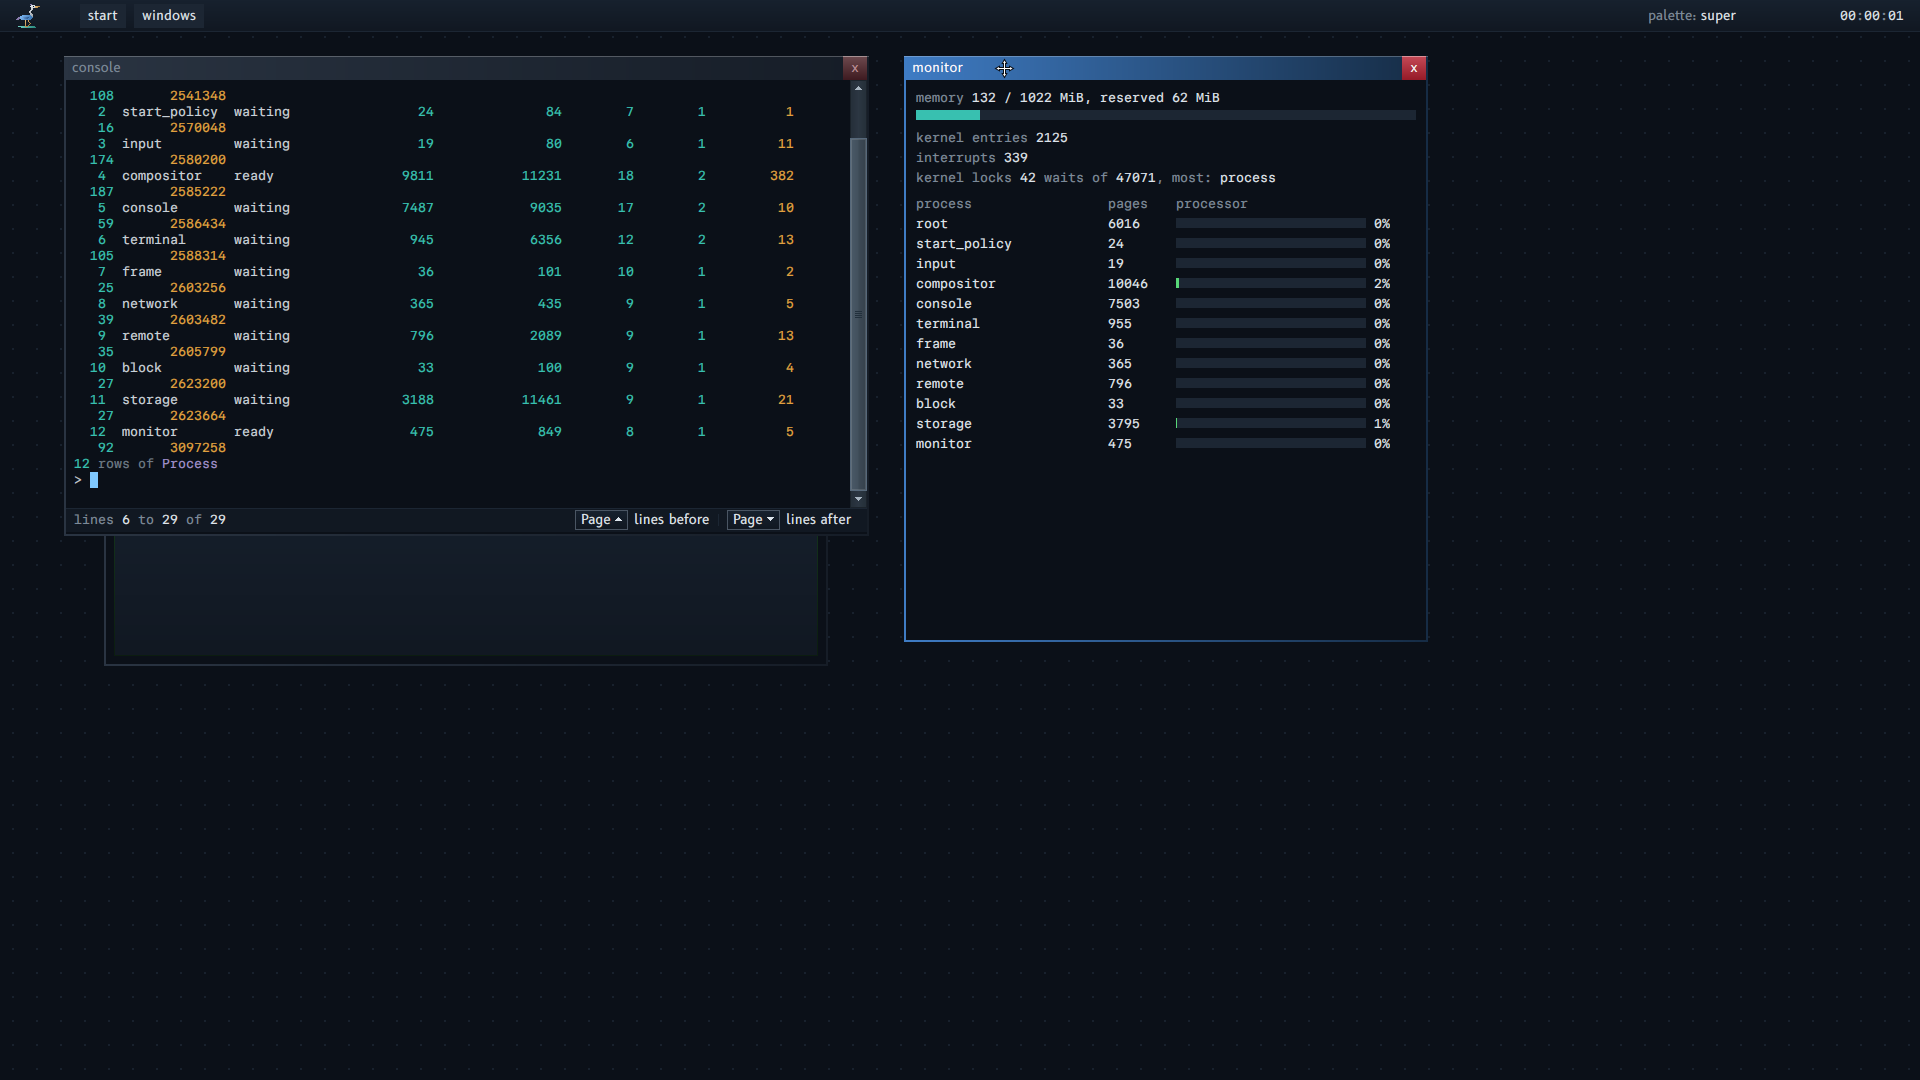 start windows palette: super 00:00:01
console x
108 2541348
2 start_policy waiting 24 84 7 1 1
16 2570048
3 input waiting 19 80 6 1 11
174 2580200
4 compositor ready 9811 11231 18 2 382
187 2585222
5 console waiting 7487 9035 17 2 10
59 2586434
6 terminal waiting 945 6356 12 2 13
105 2588314
7 frame waiting 36 101 10 1 2
25 2603256
8 network waiting 365 435 9 1 5
39 2603482
9 remote waiting 796 2089 9 1 13
35 2605799
10 block waiting 33 100 9 1 4
27 2623200
11 storage waiting 3188 11461 9 1 21
27 2623664
12 monitor ready 475 849 8 1 5
92 3097258
12 rows of Process
>
lines 6 to 29 of 29 Page lines before Page lines after
monitor x
memory 132 / 1022 MiB, reserved 62 MiB
kernel entries 2125
interrupts 339
kernel locks 42 waits of 47071, most: process
process pages processor
root 6016 0%
start_policy 24 0%
input 19 0%
compositor 10046 2%
console 7503 0%
terminal 955 0%
frame 36 0%
network 365 0%
remote 796 0%
block 33 0%
storage 3795 1%
monitor 475 0%